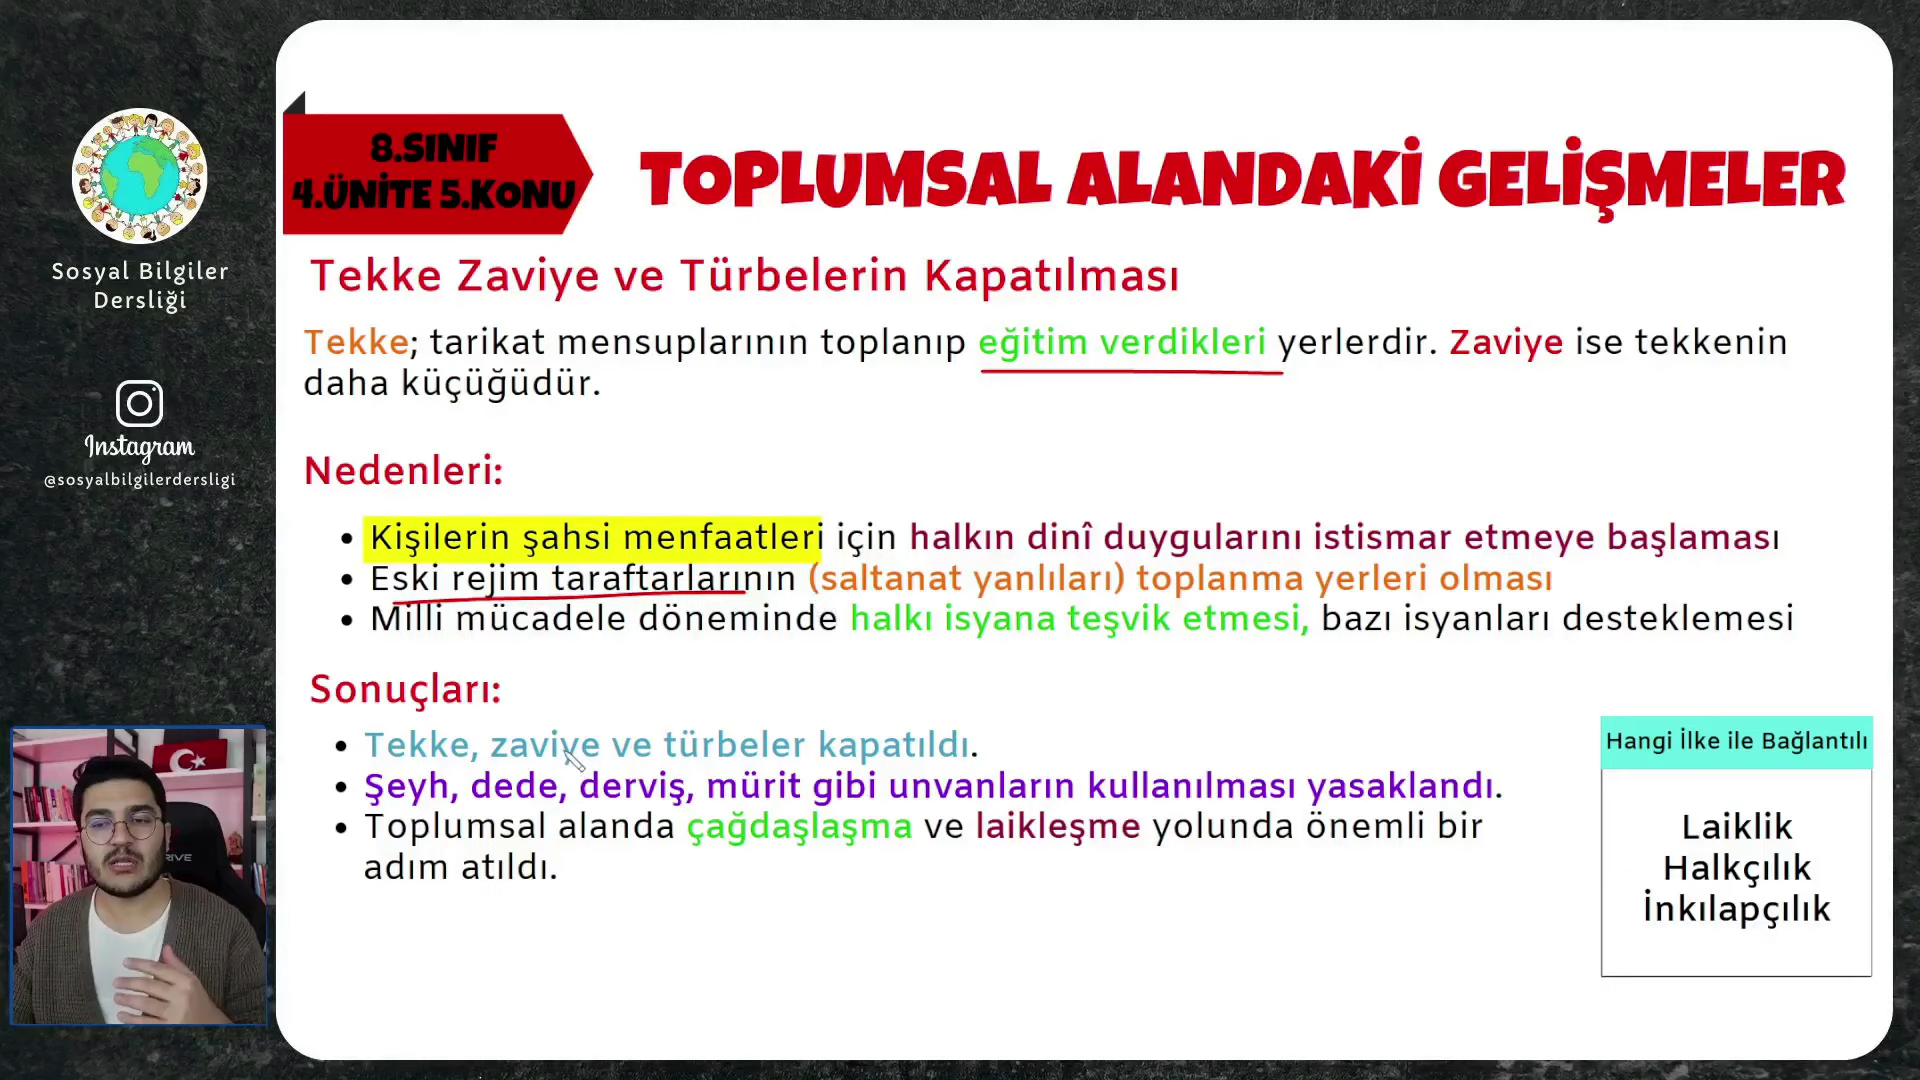 8.SINIF
4.ÜNİTE 5.KONU
TOPLUMSAL ALANDAKİ GELİŞMELER
Sosyal Bilgiler
Dersliği
Instagram
@sosyalbilgilerdersligi
Tekke Zaviye ve Türbelerin Kapatılması
Tekke; tarikat mensuplarının toplanıp eğitim verdikleri yerlerdir. Zaviye ise tekkenin
daha küçüğüdür.
Nedenleri:
• Kişilerin şahsi menfaatleri için halkın dinî duygularını istismar etmeye başlaması
• Eski rejim taraftarlarının (saltanat yanlıları) toplanma yerleri olması
• Milli mücadele döneminde halkı isyana teşvik etmesi, bazı isyanları desteklemesi
Sonuçları:
• Tekke, zaviye ve türbeler kapatıldı.
• Şeyh, dede, derviş, mürit gibi unvanların kullanılması yasaklandı.
• Toplumsal alanda çağdaşlaşma ve laikleşme yolunda önemli bir
adım atıldı.
Hangi İlke ile Bağlantılı
Laiklik
Halkçılık
İnkılapçılık